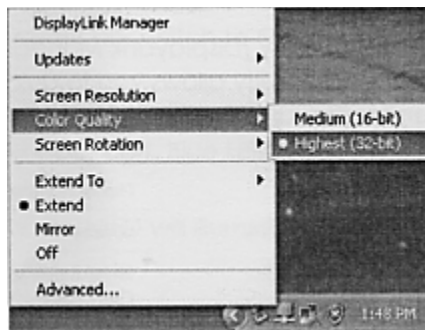 DisplayLink Manager
Updates
Screen Resolution
Color Quality
Screen Rotation
Extend To
Extend
Mirror
Off
Advanced...
Medium (16-bit)
Highest (32-bit)
1:48 PM